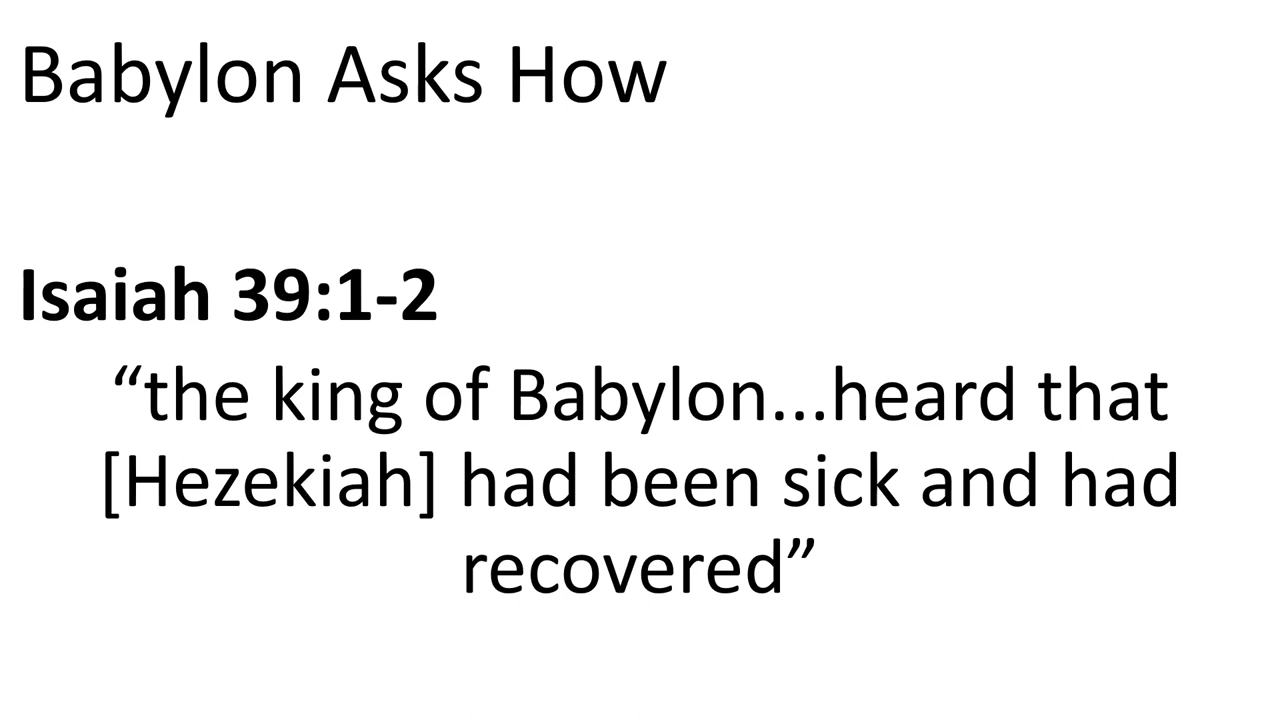 Babylon Asks How
Isaiah 39:1-2
“the king of Babylon...heard that
[Hezekiah] had been sick and had
recovered”